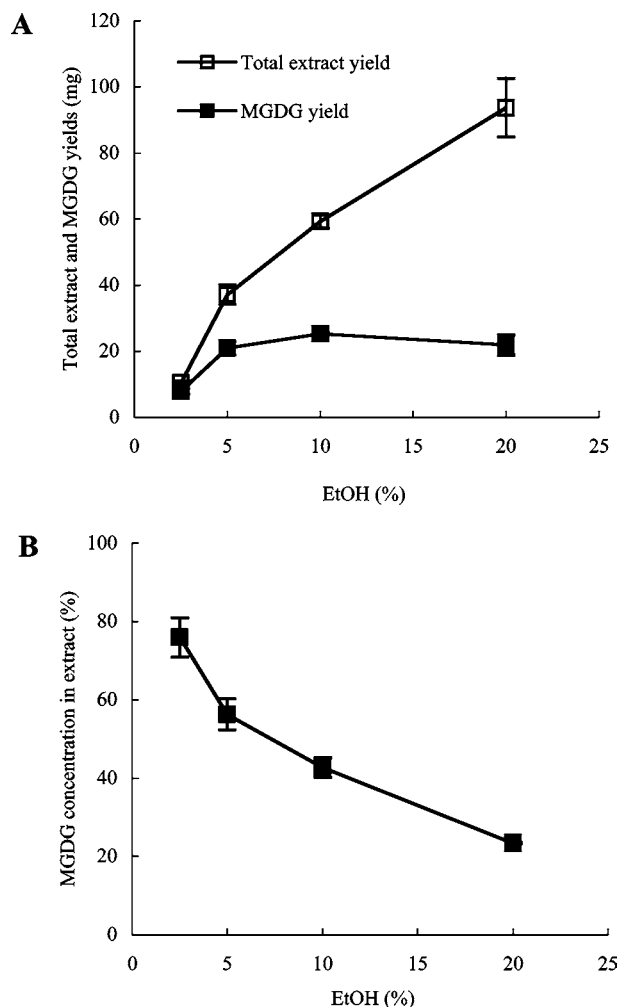 A
Total extract and MGDG yields (mg)
120
100
80
60
40
20
0
Total extract yield
MGDG yield
0 5 10 15 20 25
EtOH (%)
B
MGDG concentration in extract (%)
100
80
60
40
20
0
0 5 10 15 20 25
EtOH (%)